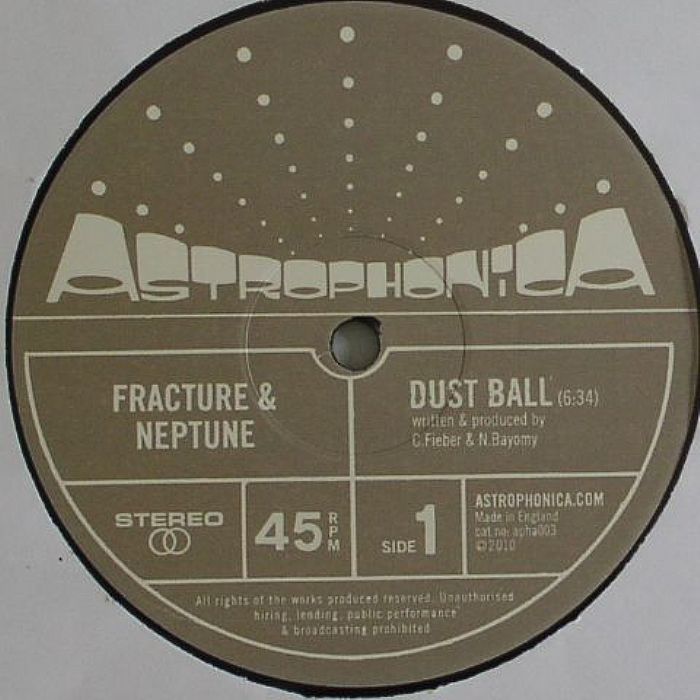 ASTROPHONICA
FRACTURE &
NEPTUNE
DUST BALL (6:34)
written & produced by
C.Fieber & N.Bayomy
STEREO
45 RPM
SIDE 1
ASTROPHONICA.COM
Made in England
cat no: apha003
©2010
All rights of the works produced reserved. Unauthorised
hiring, lending, public performance
& broadcasting prohibited